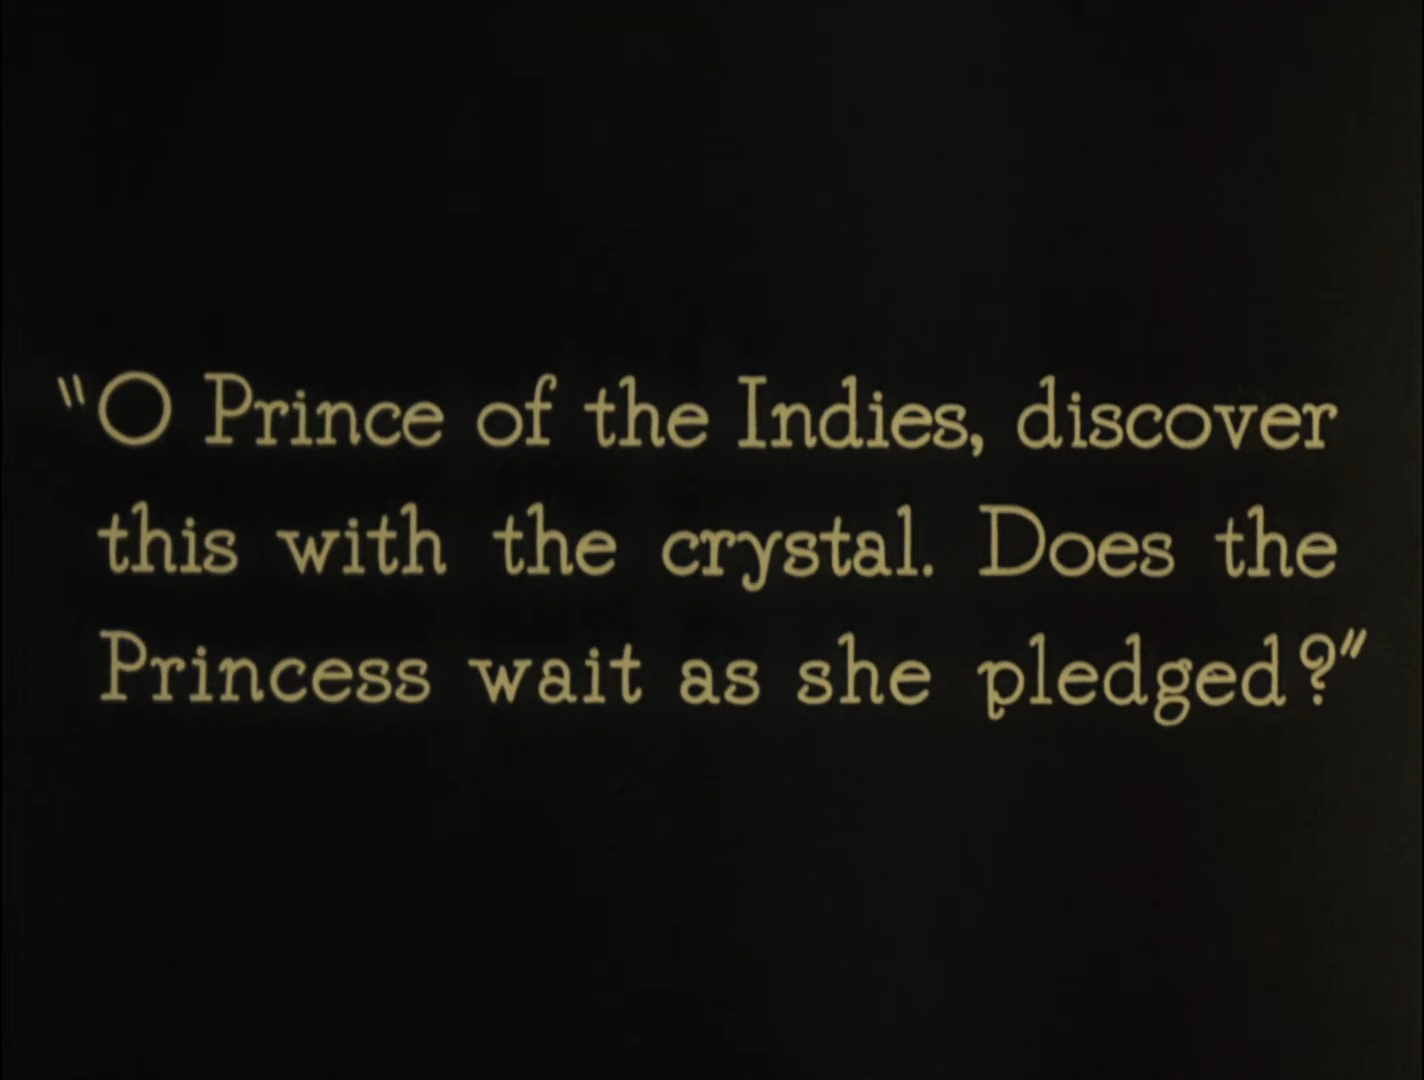 "O Prince of the Indies, discover
this with the crystal. Does the
Princess wait as she pledged?"